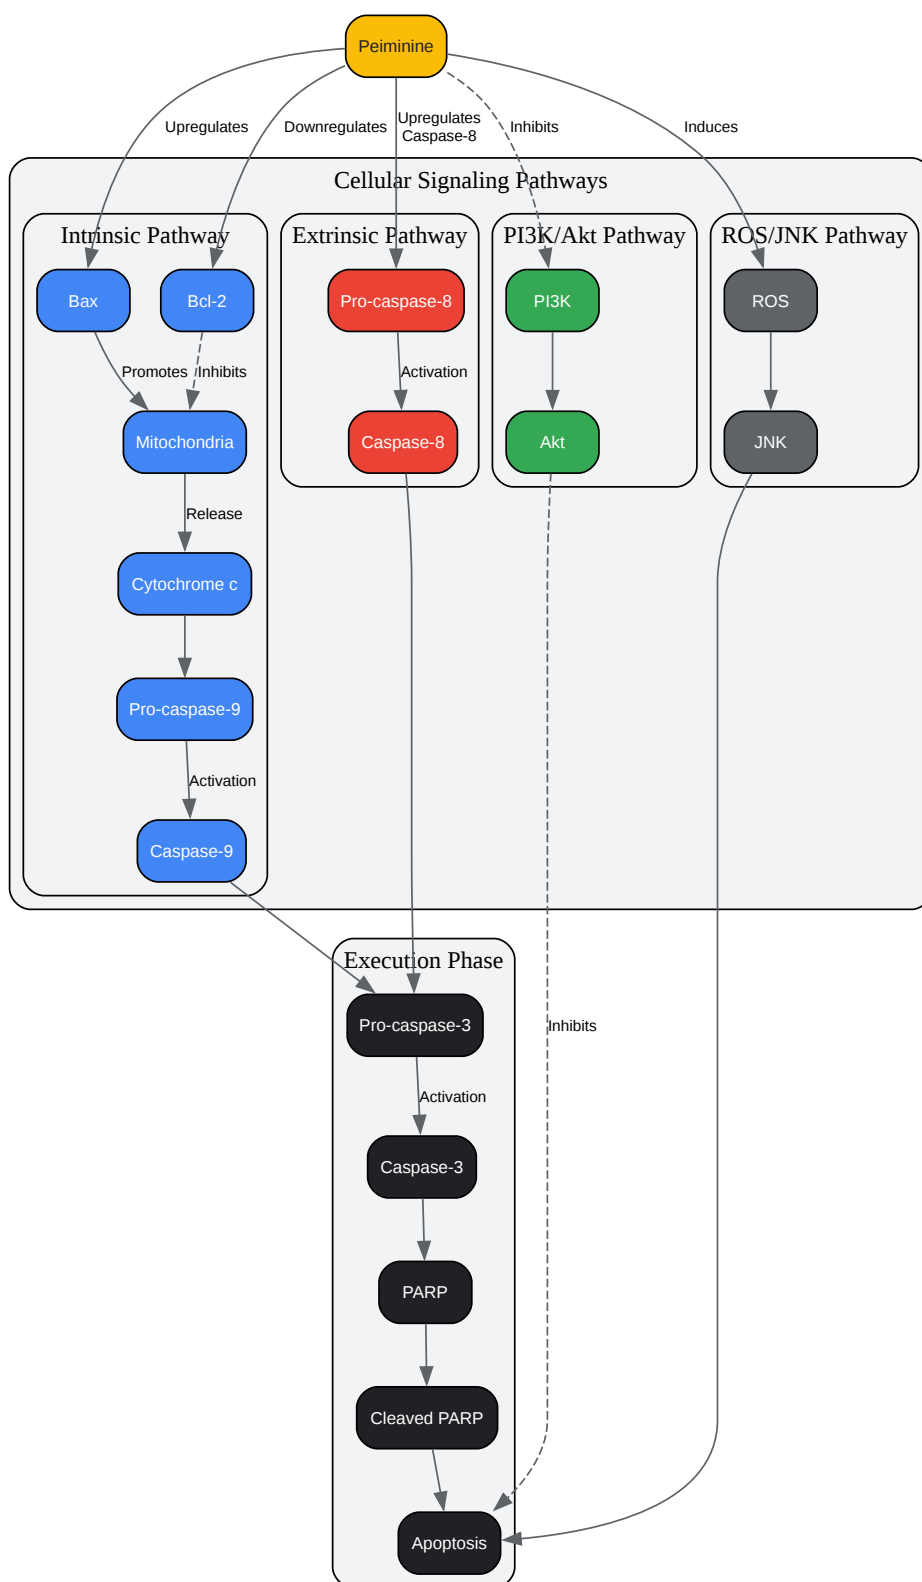 Peiminine
Upregulates
Downregulates
Upregulates
Caspase-8
Inhibits
Induces
Cellular Signaling Pathways
Intrinsic Pathway
Extrinsic Pathway
PI3K/Akt Pathway
ROS/JNK Pathway
Bax
Bcl-2
Pro-caspase-8
PI3K
ROS
Promotes
Inhibits
Activation
Mitochondria
Caspase-8
Akt
JNK
Release
Cytochrome c
Pro-caspase-9
Activation
Caspase-9
Execution Phase
Pro-caspase-3
Inhibits
Activation
Caspase-3
PARP
Cleaved PARP
Apoptosis